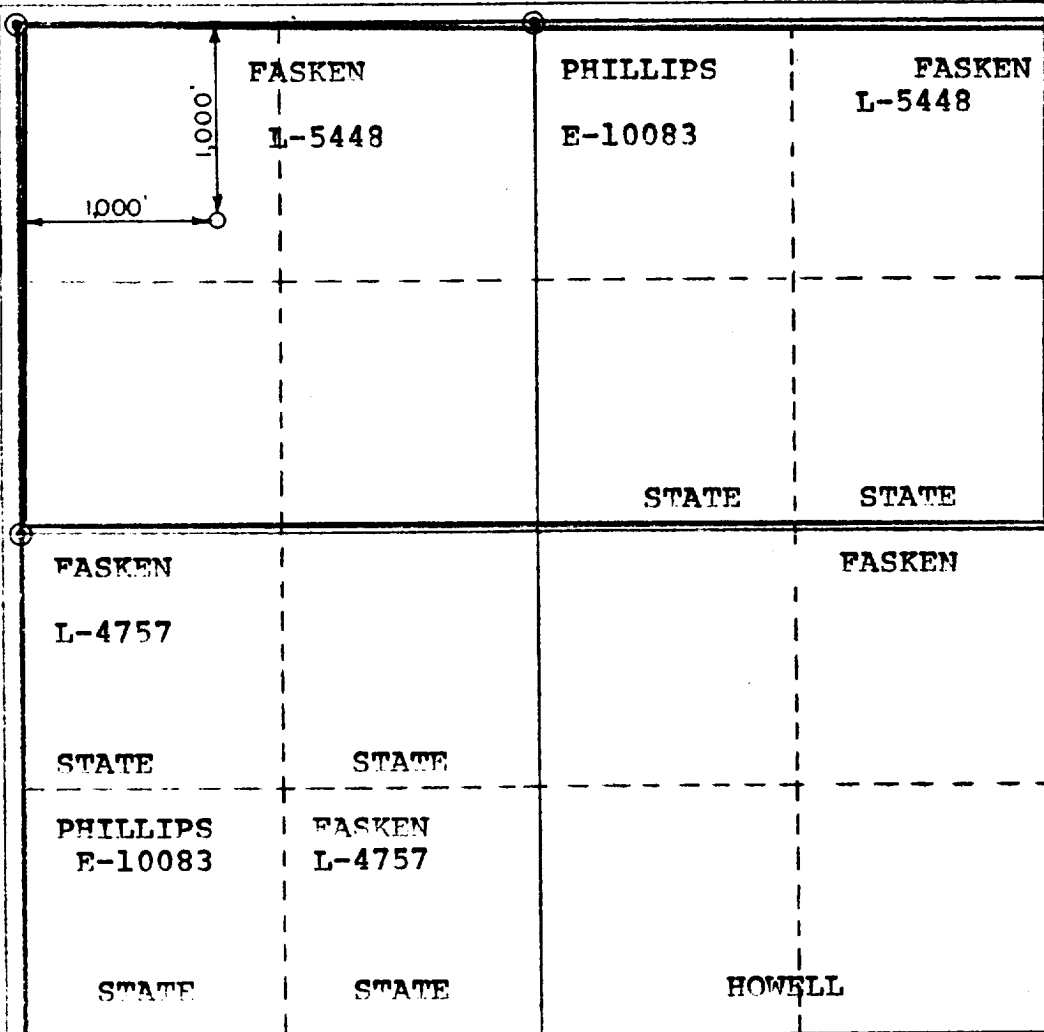 FASKEN
L-5448
1,000'
1,000'
PHILLIPS
E-10083
FASKEN
L-5448
STATE
STATE
FASKEN
L-4757
STATE
STATE
FASKEN
PHILLIPS
E-10083
FASKEN
L-4757
STATE
STATE
HOWELL